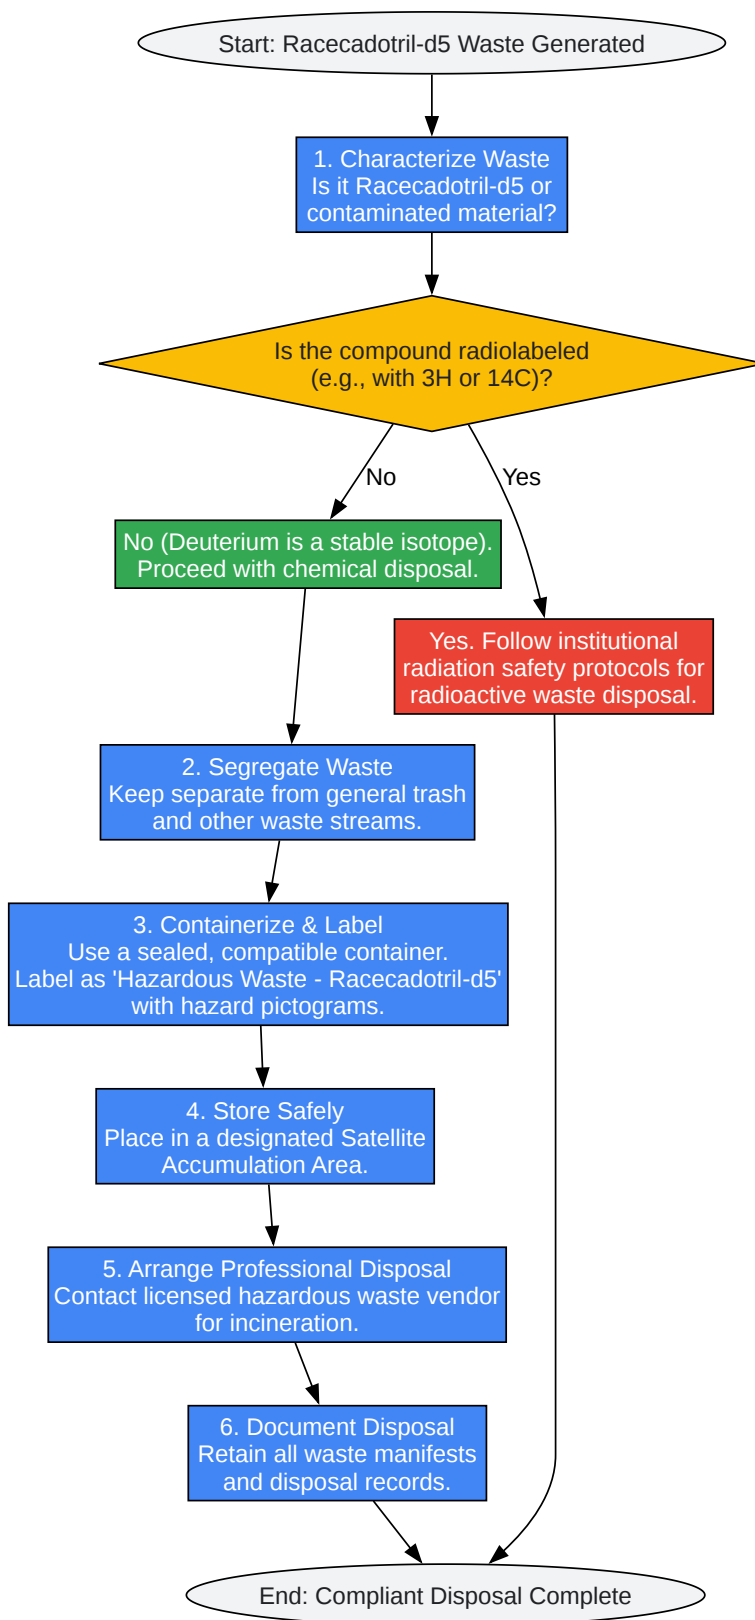 Start: Racecadotril-d5 Waste Generated
1. Characterize Waste
Is it Racecadotril-d5 or
contaminated material?
Is the compound radiolabeled
(e.g., with 3H or 14C)?
No
Yes
No (Deuterium is a stable isotope).
Proceed with chemical disposal.
Yes. Follow institutional
radiation safety protocols for
radioactive waste disposal.
2. Segregate Waste
Keep separate from general trash
and other waste streams.
3. Containerize & Label
Use a sealed, compatible container.
Label as 'Hazardous Waste - Racecadotril-d5'
with hazard pictograms.
4. Store Safely
Place in a designated Satellite
Accumulation Area.
5. Arrange Professional Disposal
Contact licensed hazardous waste vendor
for incineration.
6. Document Disposal
Retain all waste manifests
and disposal records.
End: Compliant Disposal Complete